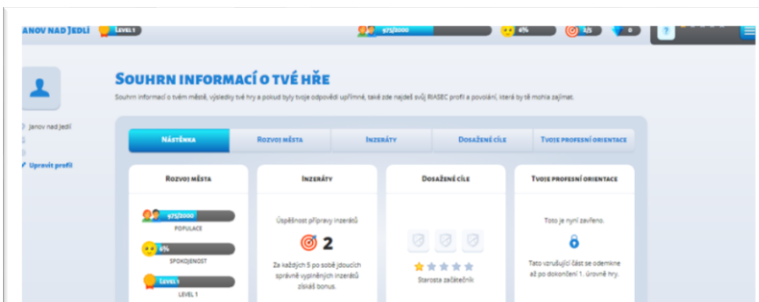 JANOV NAD JEDLÍ LEVEL 1 975/2000 6% 2/5 0 ?
SOUHRN INFORMACÍ O TVÉ HŘE
Souhrn informací o tvém městě, výsledky tvé hry a pokud byly tvoje odpovědi upřímné, také zde najdeš svůj RIASEC profil a povolání, která by tě mohla zajímat.
Janov nad Jedlí
Upravit profil
NÁSTĚNKA ROZVOJ MĚSTA INZERÁTY DOSAŽENÉ CÍLE TVOJE PROFESNÍ ORIENTACE
ROZVOJ MĚSTA INZERÁTY DOSAŽENÉ CÍLE TVOJE PROFESNÍ ORIENTACE
975/2000
POPULACE
6%
SPOKOJENOST
LEVEL 1
LEVEL 1
Úspěšnost přípravy inzerátů
2
Za každých 5 po sobě jdoucích
správně vyplněných inzerátů
získáš bonus.
Starosta začátečník
Toto je nyní zavřeno.
Tato vzrušující část se odemkne
až po dokončení 1. úrovně hry.